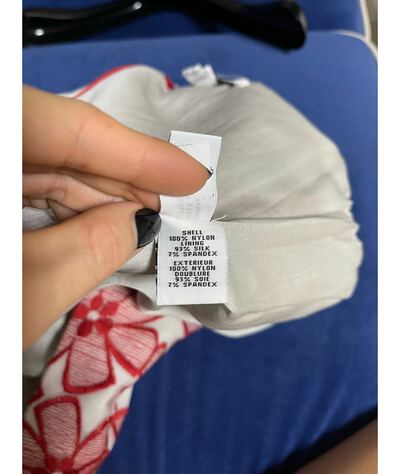 SHELL
100% NYLON
LINING
93% SILK
7% SPANDEX
EXTERIEUR
100% NYLON
DOUBLURE
93% SOIE
7% SPANDEX